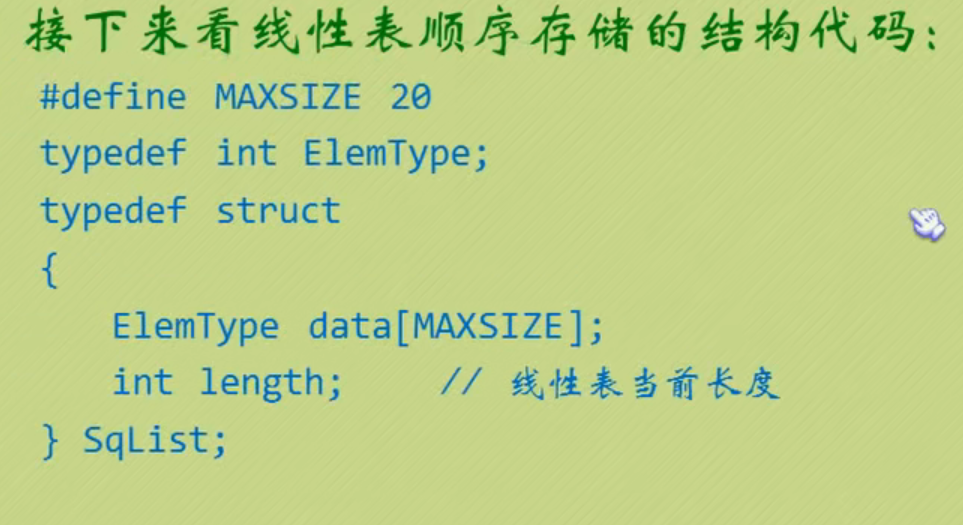 接下来看线性表顺序存储的结构代码:
#define MAXSIZE 20
typedef int ElemType;
typedef struct
{
ElemType data[MAXSIZE];
int length; // 线性表当前长度
} SqList;